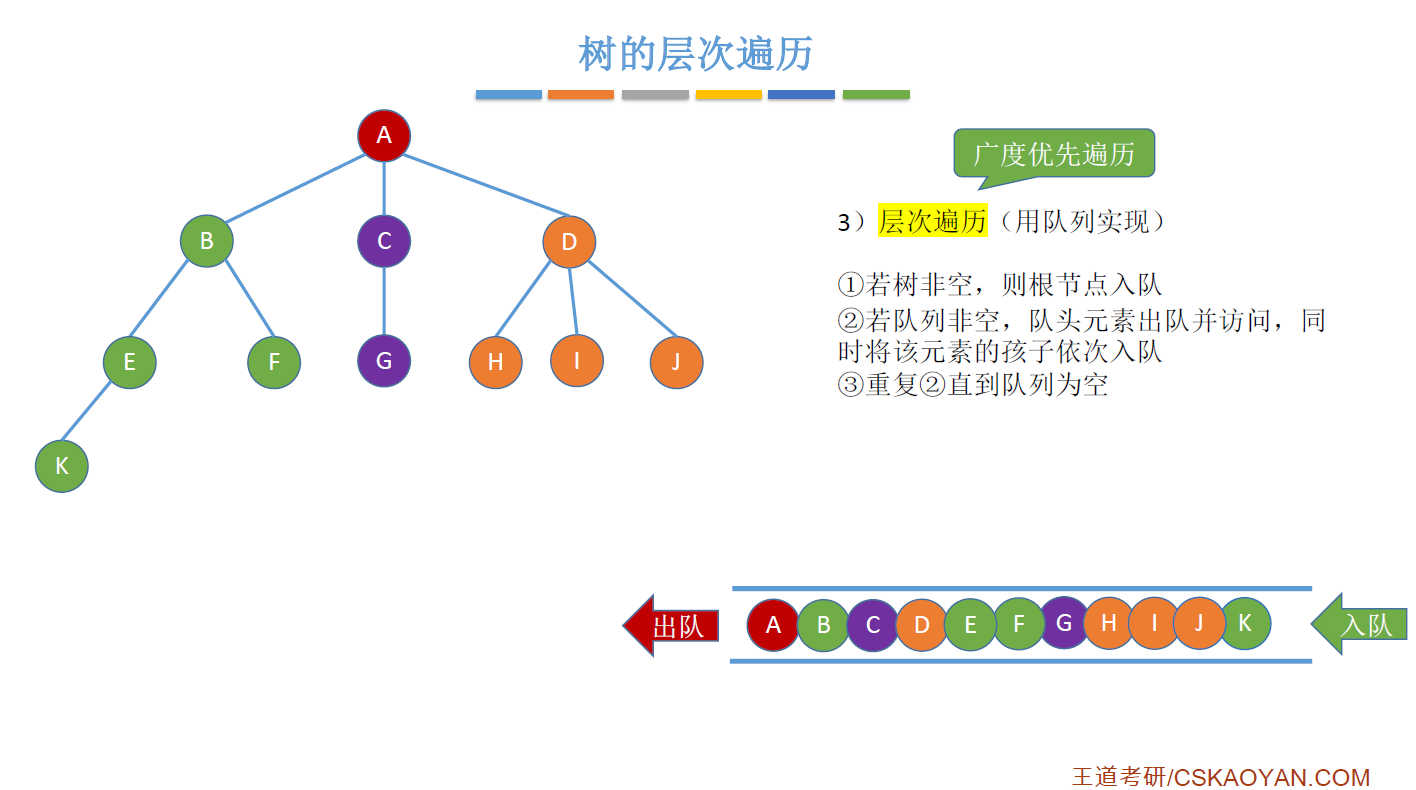 树的层次遍历
广度优先遍历
3）层次遍历（用队列实现）
①若树非空，则根节点入队
②若队列非空，队头元素出队并访问，同
时将该元素的孩子依次入队
③重复②直到队列为空
A
B C D
E F G H I J
K
出队 A B C D E F G H I J K 入队
王道考研/CSKAOYAN.COM